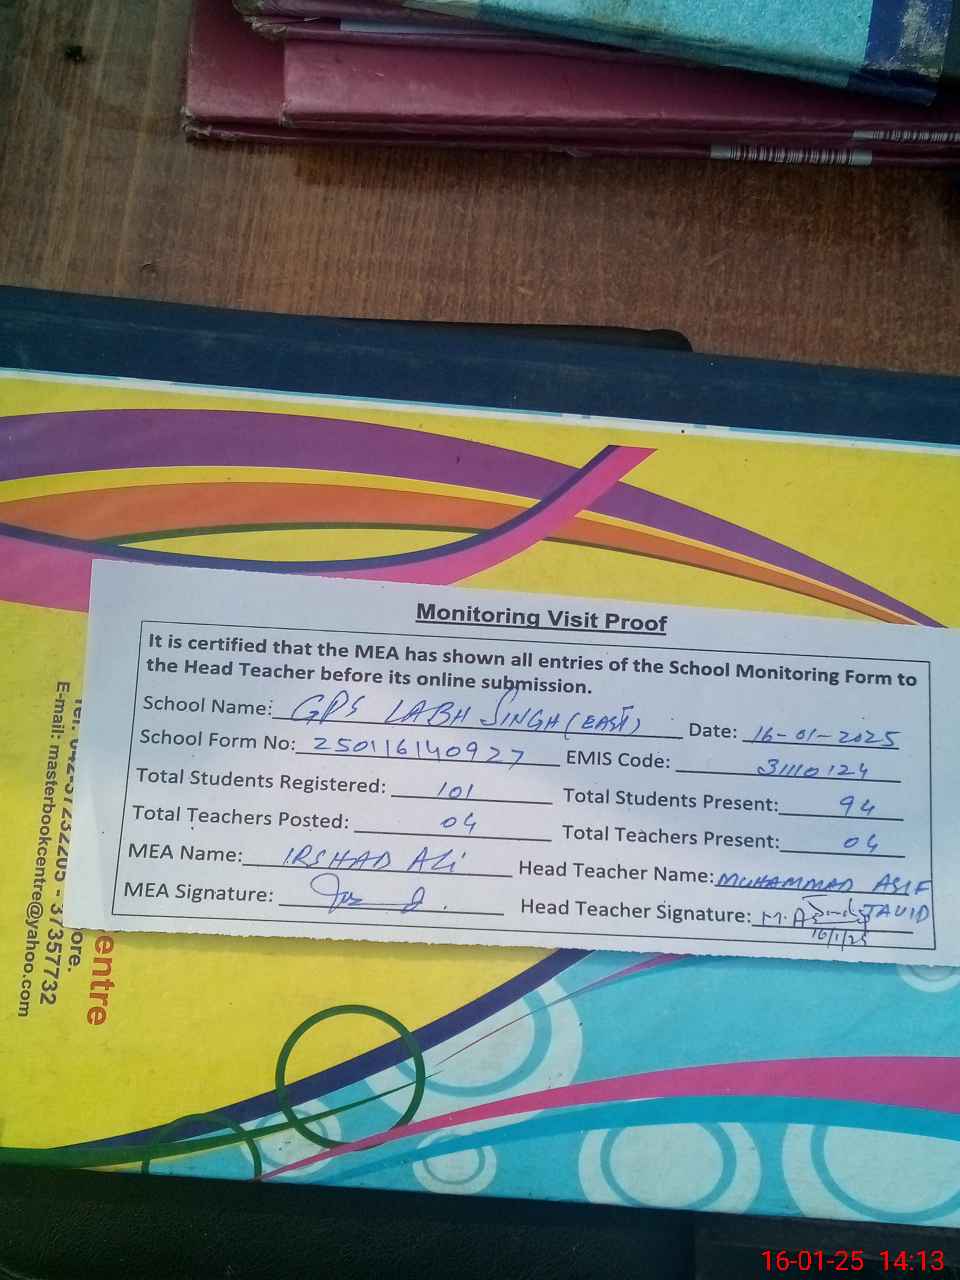 Monitoring Visit Proof
It is certified that the MEA has shown all entries of the School Monitoring Form to
the Head Teacher before its online submission.
School Name: GPS LABH SINGH (EAST) Date: 16-01-2025
School Form No: 250116140927 EMIS Code: 31110124
Total Students Registered: 101 Total Students Present: 94
Total Teachers Posted: 04 Total Teachers Present: 04
MEA Name: IRSHAD ALI Head Teacher Name: MUHAMMAD ASIF
JAVID
MEA Signature: Head Teacher Signature: M. As
16/1/25
entre
ore.
37357732
E-mail: masterbookcentre@yahoo.com
16-01-25 14:13